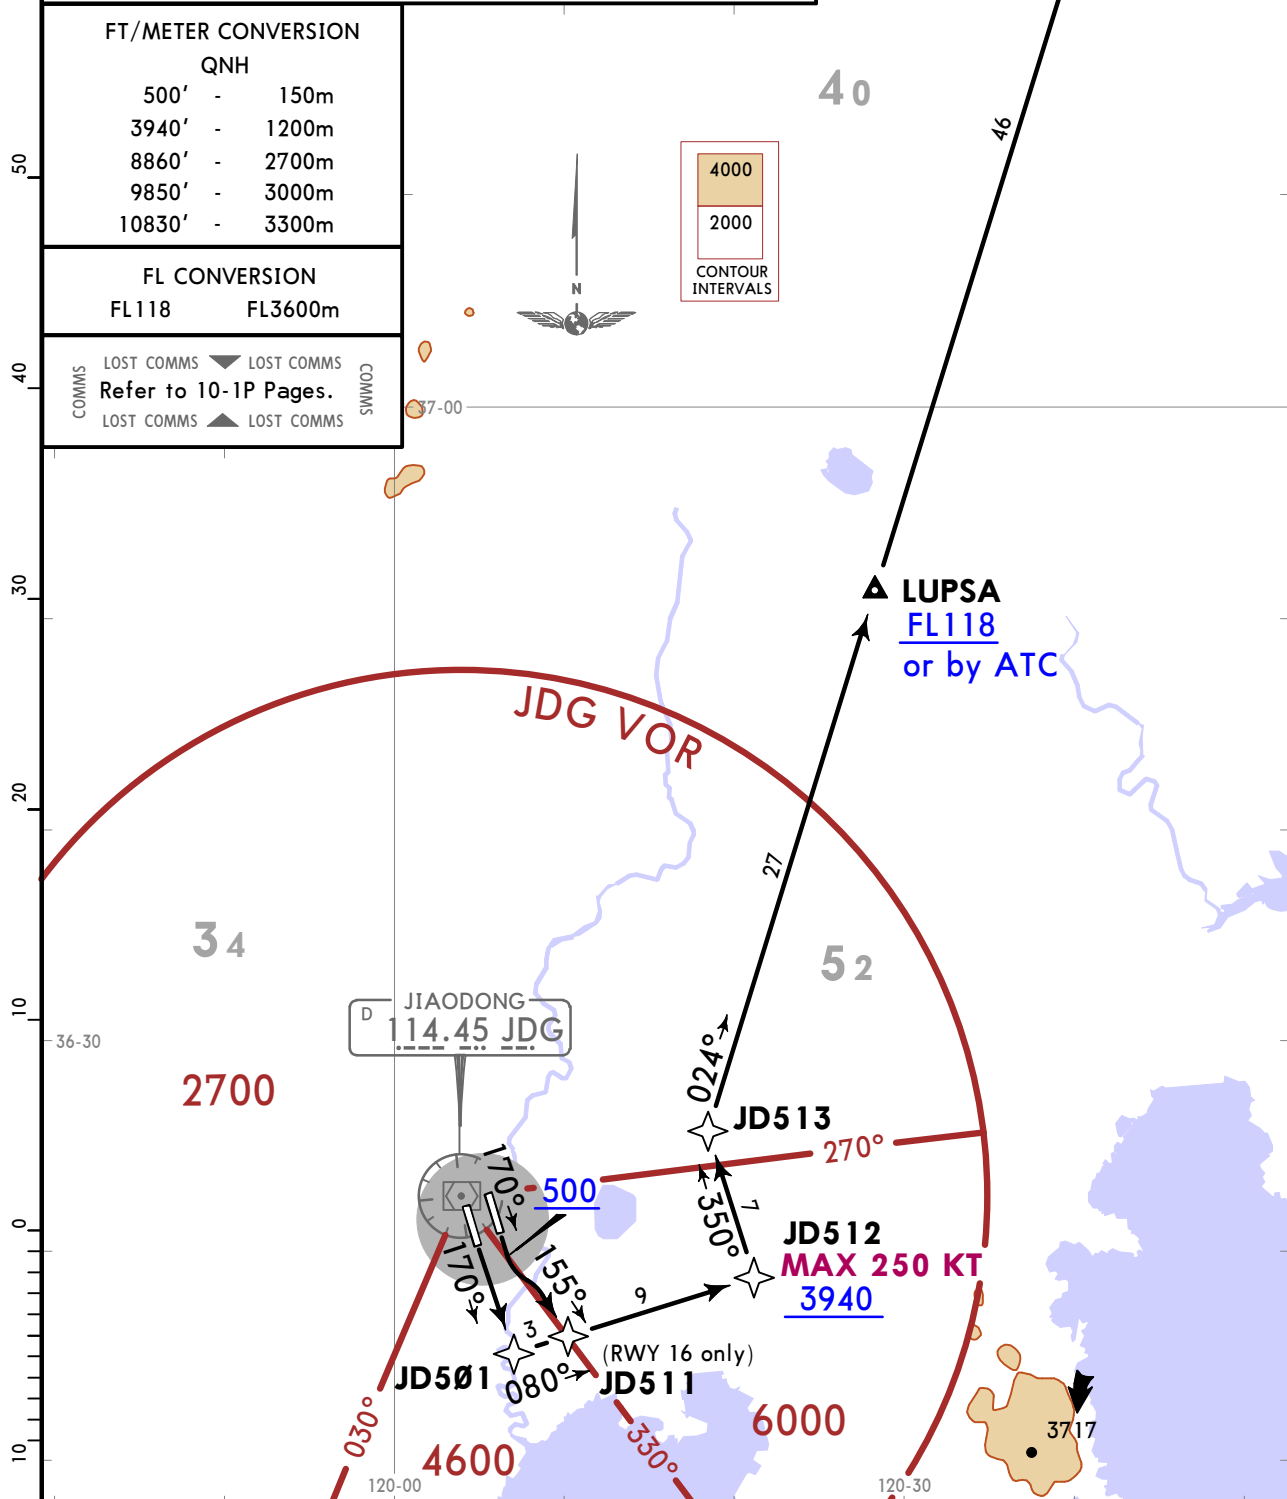 FT/METER CONVERSION
QNH
500' - 150m
3940' - 1200m
8860' - 2700m
9850' - 3000m
10830' - 3300m
FL CONVERSION
FL118 FL3600m
LOST COMMS LOST COMMS
COMMS Refer to 10-1P Pages. COMMS
LOST COMMS LOST COMMS
40
46
4000
2000
CONTOUR
INTERVALS
N
50
40
37-00
30
LUPSA
FL118
or by ATC
JDG VOR
20
27
34
52
10
JIAODONG
D 114.45 JDG
36-30
2700
024°
JD513
270°
170°
500
350°
7
0
JD512
MAX 250 KT
3940
170°
155°
9
3
(RWY 16 only)
JD5Ø1
080°
JD511
6000
3717
030°
330°
4600
10
120-00
120-30